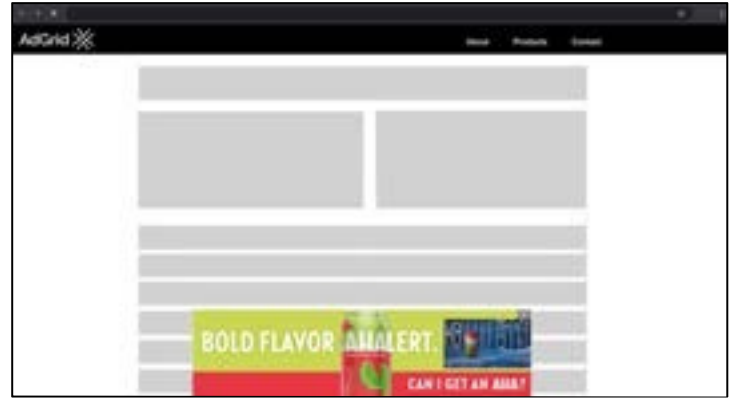 AdGrid
About Products Contact
BOLD FLAVOR AHALERT.
CAN I GET AN AHA?